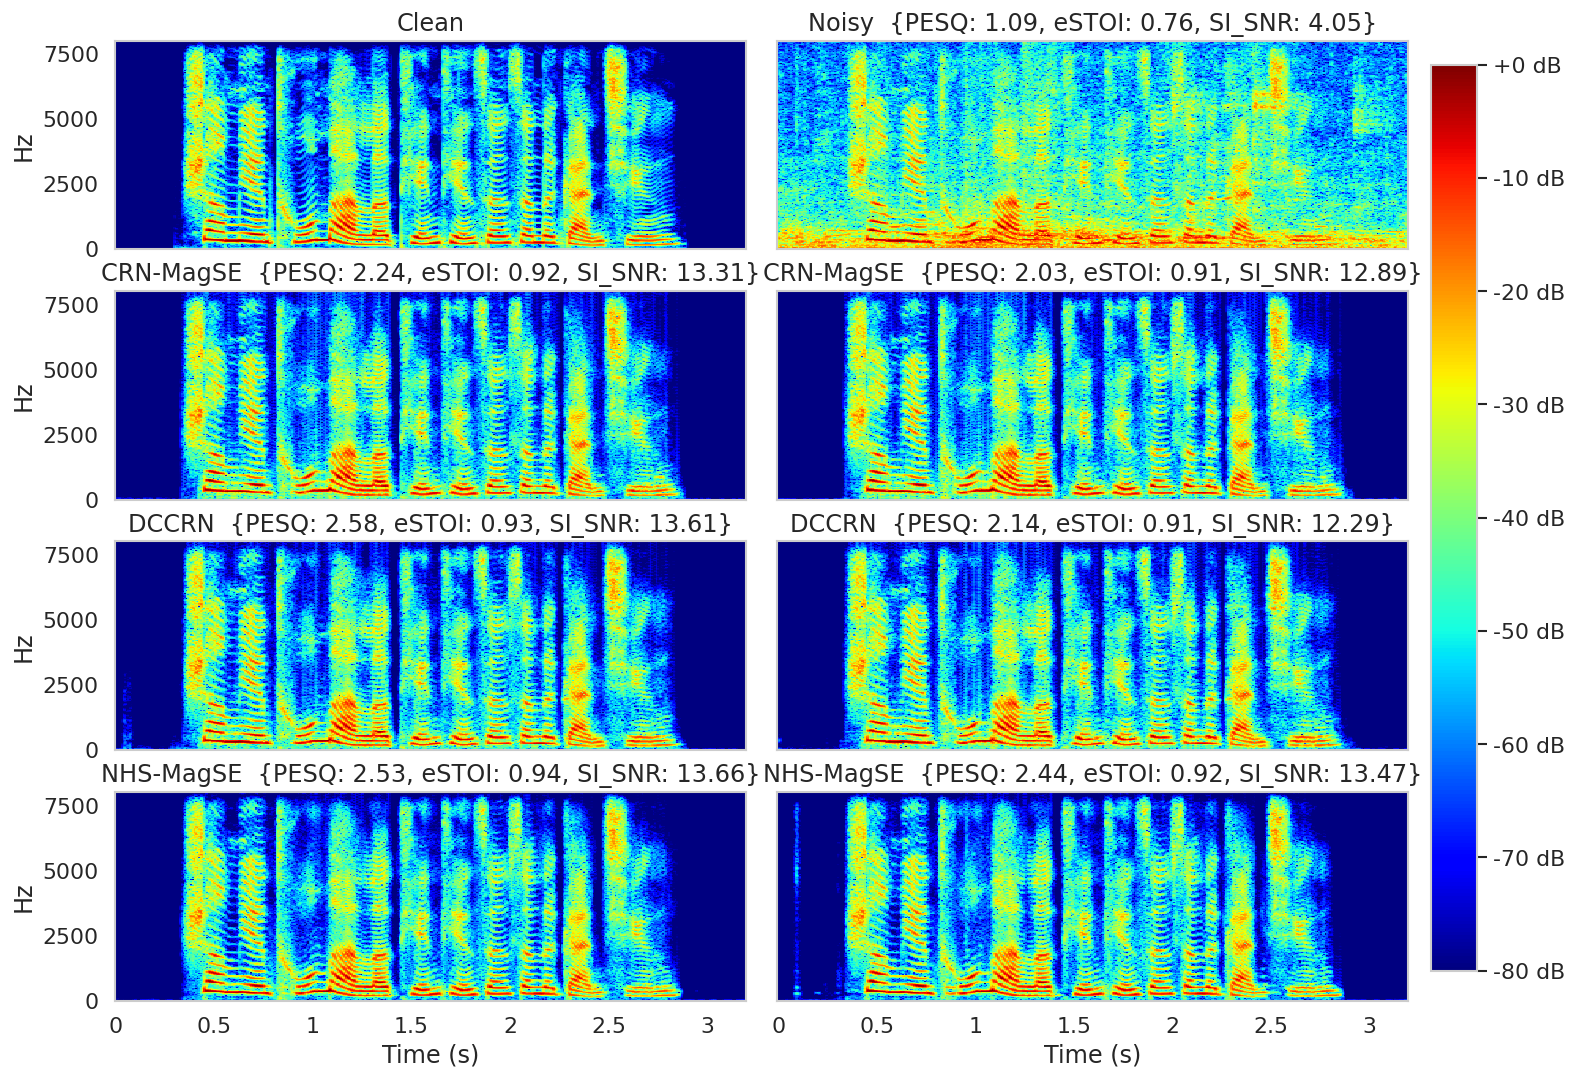 Clean
Noisy {PESQ: 1.09, eSTOI: 0.76, SI_SNR: 4.05}
7500
5000
2500
0
Hz
CRN-MagSE {PESQ: 2.24, eSTOI: 0.92, SI_SNR: 13.31}
CRN-MagSE {PESQ: 2.03, eSTOI: 0.91, SI_SNR: 12.89}
7500
5000
2500
0
Hz
DCCRN {PESQ: 2.58, eSTOI: 0.93, SI_SNR: 13.61}
DCCRN {PESQ: 2.14, eSTOI: 0.91, SI_SNR: 12.29}
7500
5000
2500
0
Hz
NHS-MagSE {PESQ: 2.53, eSTOI: 0.94, SI_SNR: 13.66}
NHS-MagSE {PESQ: 2.44, eSTOI: 0.92, SI_SNR: 13.47}
7500
5000
2500
0
Hz
0 0.5 1 1.5 2 2.5 3
Time (s)
0 0.5 1 1.5 2 2.5 3
Time (s)
+0 dB
-10 dB
-20 dB
-30 dB
-40 dB
-50 dB
-60 dB
-70 dB
-80 dB